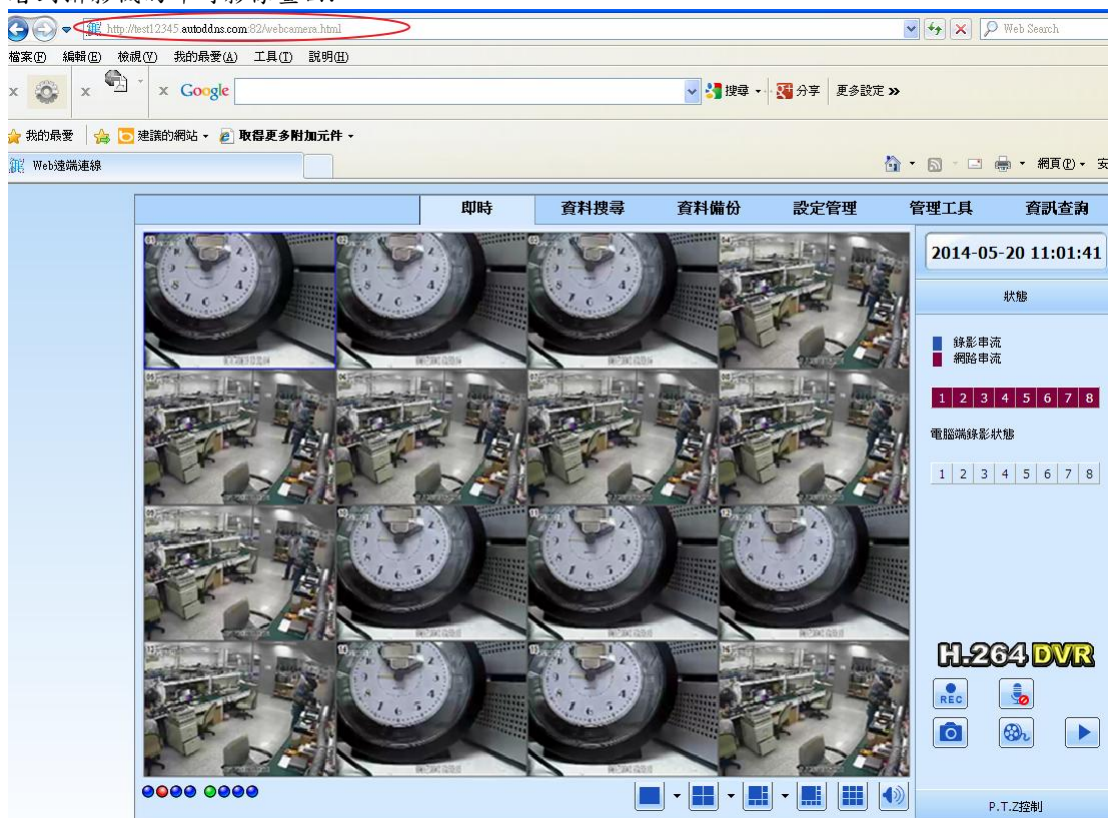 http://test12345.autoddns.com:82/webcamera.html
Web Search
檔案(F) 編輯(E) 檢視(V) 我的最愛(A) 工具(T) 說明(H)
x x x Google 搜尋 分享 更多設定 »
我的最愛 建議的網站 取得更多附加元件
Web遠端連線
網頁(P) 安
即時 資料搜尋 資料備份 設定管理 管理工具 資訊查詢
2014-05-20 11:01:41
狀態
錄影串流
網路串流
1 2 3 4 5 6 7 8
電腦端錄影狀態
1 2 3 4 5 6 7 8
H.264 DVR
REC
P.T.Z控制